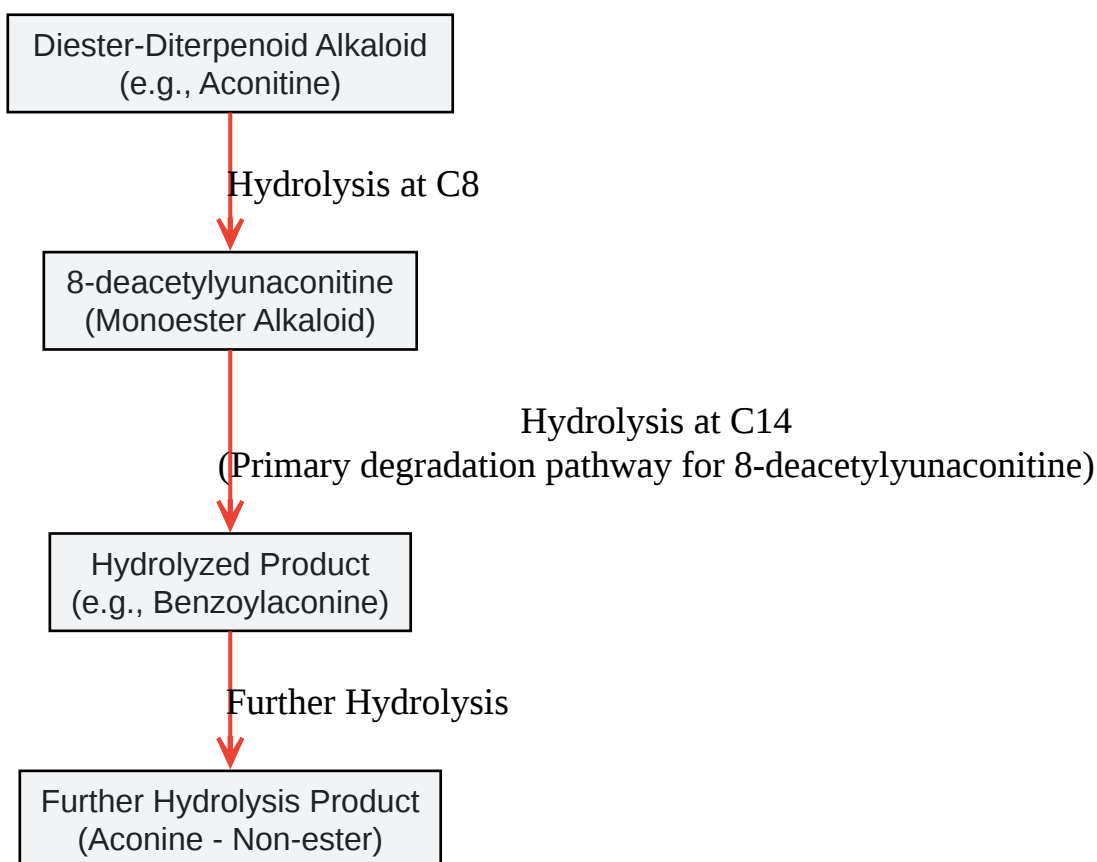 Diester-Diterpenoid Alkaloid
(e.g., Aconitine)
Hydrolysis at C8
8-deacetylyunaconitine
(Monoester Alkaloid)
Hydrolysis at C14
(Primary degradation pathway for 8-deacetylyunaconitine)
Hydrolyzed Product
(e.g., Benzoylaconine)
Further Hydrolysis
Further Hydrolysis Product
(Aconine - Non-ester)